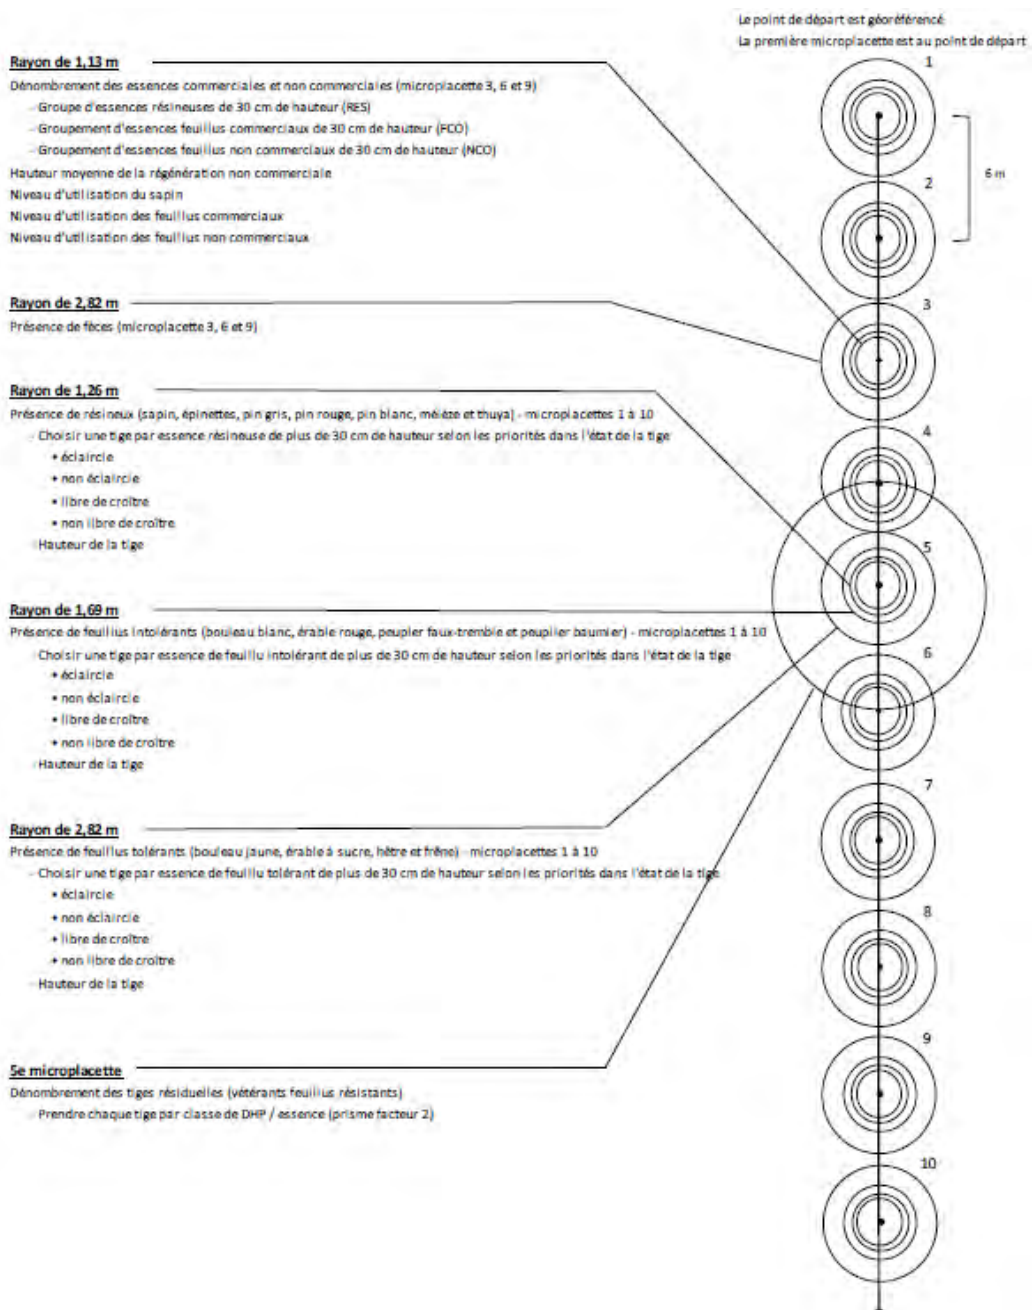 Le point de départ est géoréférencé
La première microplacette est au point de départ
Rayon de 1,13 m
Dénombrement des essences commerciales et non commerciales (microplacette 3, 6 et 9)
- Groupe d'essences résineuses de 30 cm de hauteur (RES)
- Groupement d'essences feuillus commerciaux de 30 cm de hauteur (FCO)
- Groupement d'essences feuillus non commerciaux de 30 cm de hauteur (NCO)
Hauteur moyenne de la régénération non commerciale
Niveau d'utilisation du sapin
Niveau d'utilisation des feuillus commerciaux
Niveau d'utilisation des feuillus non commerciaux
Rayon de 2,82 m
Présence de fèces (microplacette 3, 6 et 9)
Rayon de 1,26 m
Présence de résineux (sapin, épinettes, pin gris, pin rouge, pin blanc, mélèze et thuya) - microplacettes 1 à 10
- Choisir une tige par essence résineuse de plus de 30 cm de hauteur selon les priorités dans l'état de la tige
• éclaircie
• non éclaircie
• libre de croître
• non libre de croître
- Hauteur de la tige
Rayon de 1,69 m
Présence de feuillus intolérants (bouleau blanc, érable rouge, peuplier faux-tremble et peuplier baumier) - microplacettes 1 à 10
- Choisir une tige par essence de feuillu intolérant de plus de 30 cm de hauteur selon les priorités dans l'état de la tige
• éclaircie
• non éclaircie
• libre de croître
• non libre de croître
- Hauteur de la tige
Rayon de 2,82 m
Présence de feuillus tolérants (bouleau jaune, érable à sucre, hêtre et frêne) - microplacettes 1 à 10
- Choisir une tige par essence de feuillu tolérant de plus de 30 cm de hauteur selon les priorités dans l'état de la tige
• éclaircie
• non éclaircie
• libre de croître
• non libre de croître
- Hauteur de la tige
5e microplacette
Dénombrement des tiges résiduelles (vétérants feuillus résistants)
- Prendre chaque tige par classe de DHP / essence (prisme facteur 2)
1
6 m
2
3
4
5
6
7
8
9
10